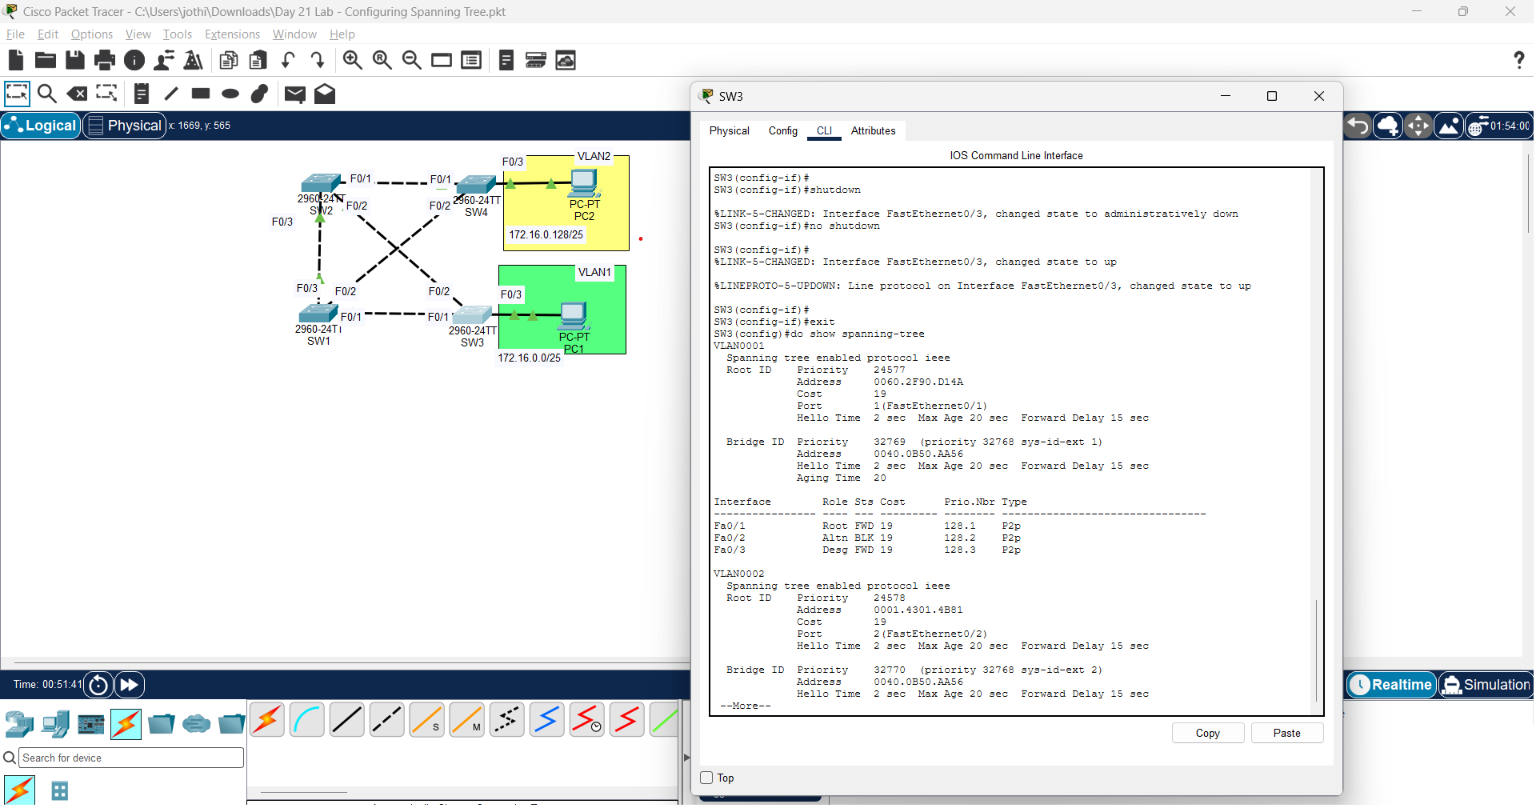 Cisco Packet Tracer - C:\Users\jothi\Downloads\Day 21 Lab - Configuring Spanning Tree.pkt
File Edit Options View Tools Extensions Window Help
Logical Physical x: 1669, y: 565
01:54:00
VLAN2
F0/3
F0/1 F0/1
2960-24TT
SW2
F0/2 F0/2
2960-24TT
SW4
PC-PT
PC2
F0/3
172.16.0.128/25
VLAN1
F0/3 F0/2 F0/2 F0/3
F0/1 F0/1
2960-24TT
SW1
2960-24TT
SW3
PC-PT
PC1
172.16.0.0/25
SW3
Physical Config CLI Attributes
IOS Command Line Interface
SW3(config-if)#
SW3(config-if)#shutdown
%LINK-5-CHANGED: Interface FastEthernet0/3, changed state to administratively down
SW3(config-if)#no shutdown
SW3(config-if)#
%LINK-5-CHANGED: Interface FastEthernet0/3, changed state to up
%LINEPROTO-5-UPDOWN: Line protocol on Interface FastEthernet0/3, changed state to up
SW3(config-if)#
SW3(config-if)#exit
SW3(config)#do show spanning-tree
VLAN0001
Spanning tree enabled protocol ieee
Root ID Priority 24577
Address 0060.2F90.D14A
Cost 19
Port 1(FastEthernet0/1)
Hello Time 2 sec Max Age 20 sec Forward Delay 15 sec
Bridge ID Priority 32769 (priority 32768 sys-id-ext 1)
Address 0040.0B50.AA56
Hello Time 2 sec Max Age 20 sec Forward Delay 15 sec
Aging Time 20
Interface Role Sts Cost Prio.Nbr Type
---------------- ---- --- --------- -------- --------------------------------
Fa0/1 Root FWD 19 128.1 P2p
Fa0/2 Altn BLK 19 128.2 P2p
Fa0/3 Desg FWD 19 128.3 P2p
VLAN0002
Spanning tree enabled protocol ieee
Root ID Priority 24578
Address 0001.4301.4B81
Cost 19
Port 2(FastEthernet0/2)
Hello Time 2 sec Max Age 20 sec Forward Delay 15 sec
Bridge ID Priority 32770 (priority 32768 sys-id-ext 2)
Address 0040.0B50.AA56
Hello Time 2 sec Max Age 20 sec Forward Delay 15 sec
--More--
Copy Paste
Top
Time: 00:51:41
Realtime Simulation
S M
Search for device